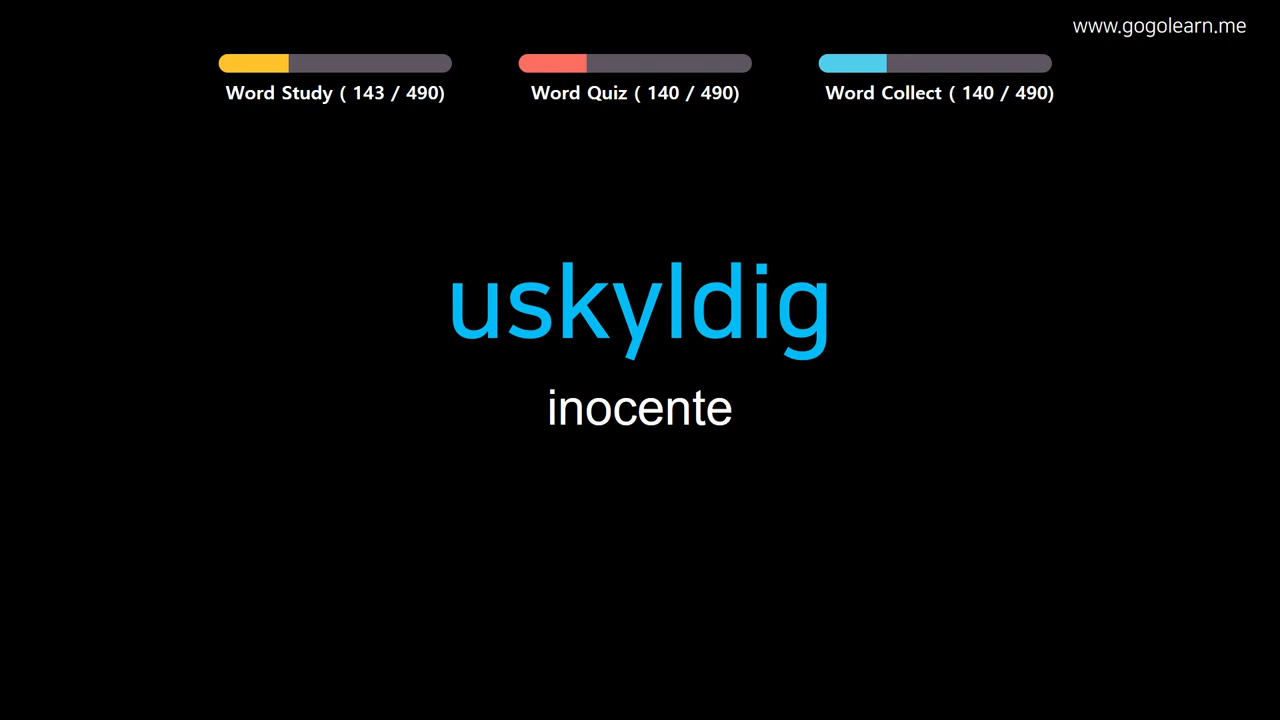 www.gogolearn.me
Word Study ( 143 / 490)
Word Quiz ( 140 / 490)
Word Collect ( 140 / 490)
uskyldig
inocente